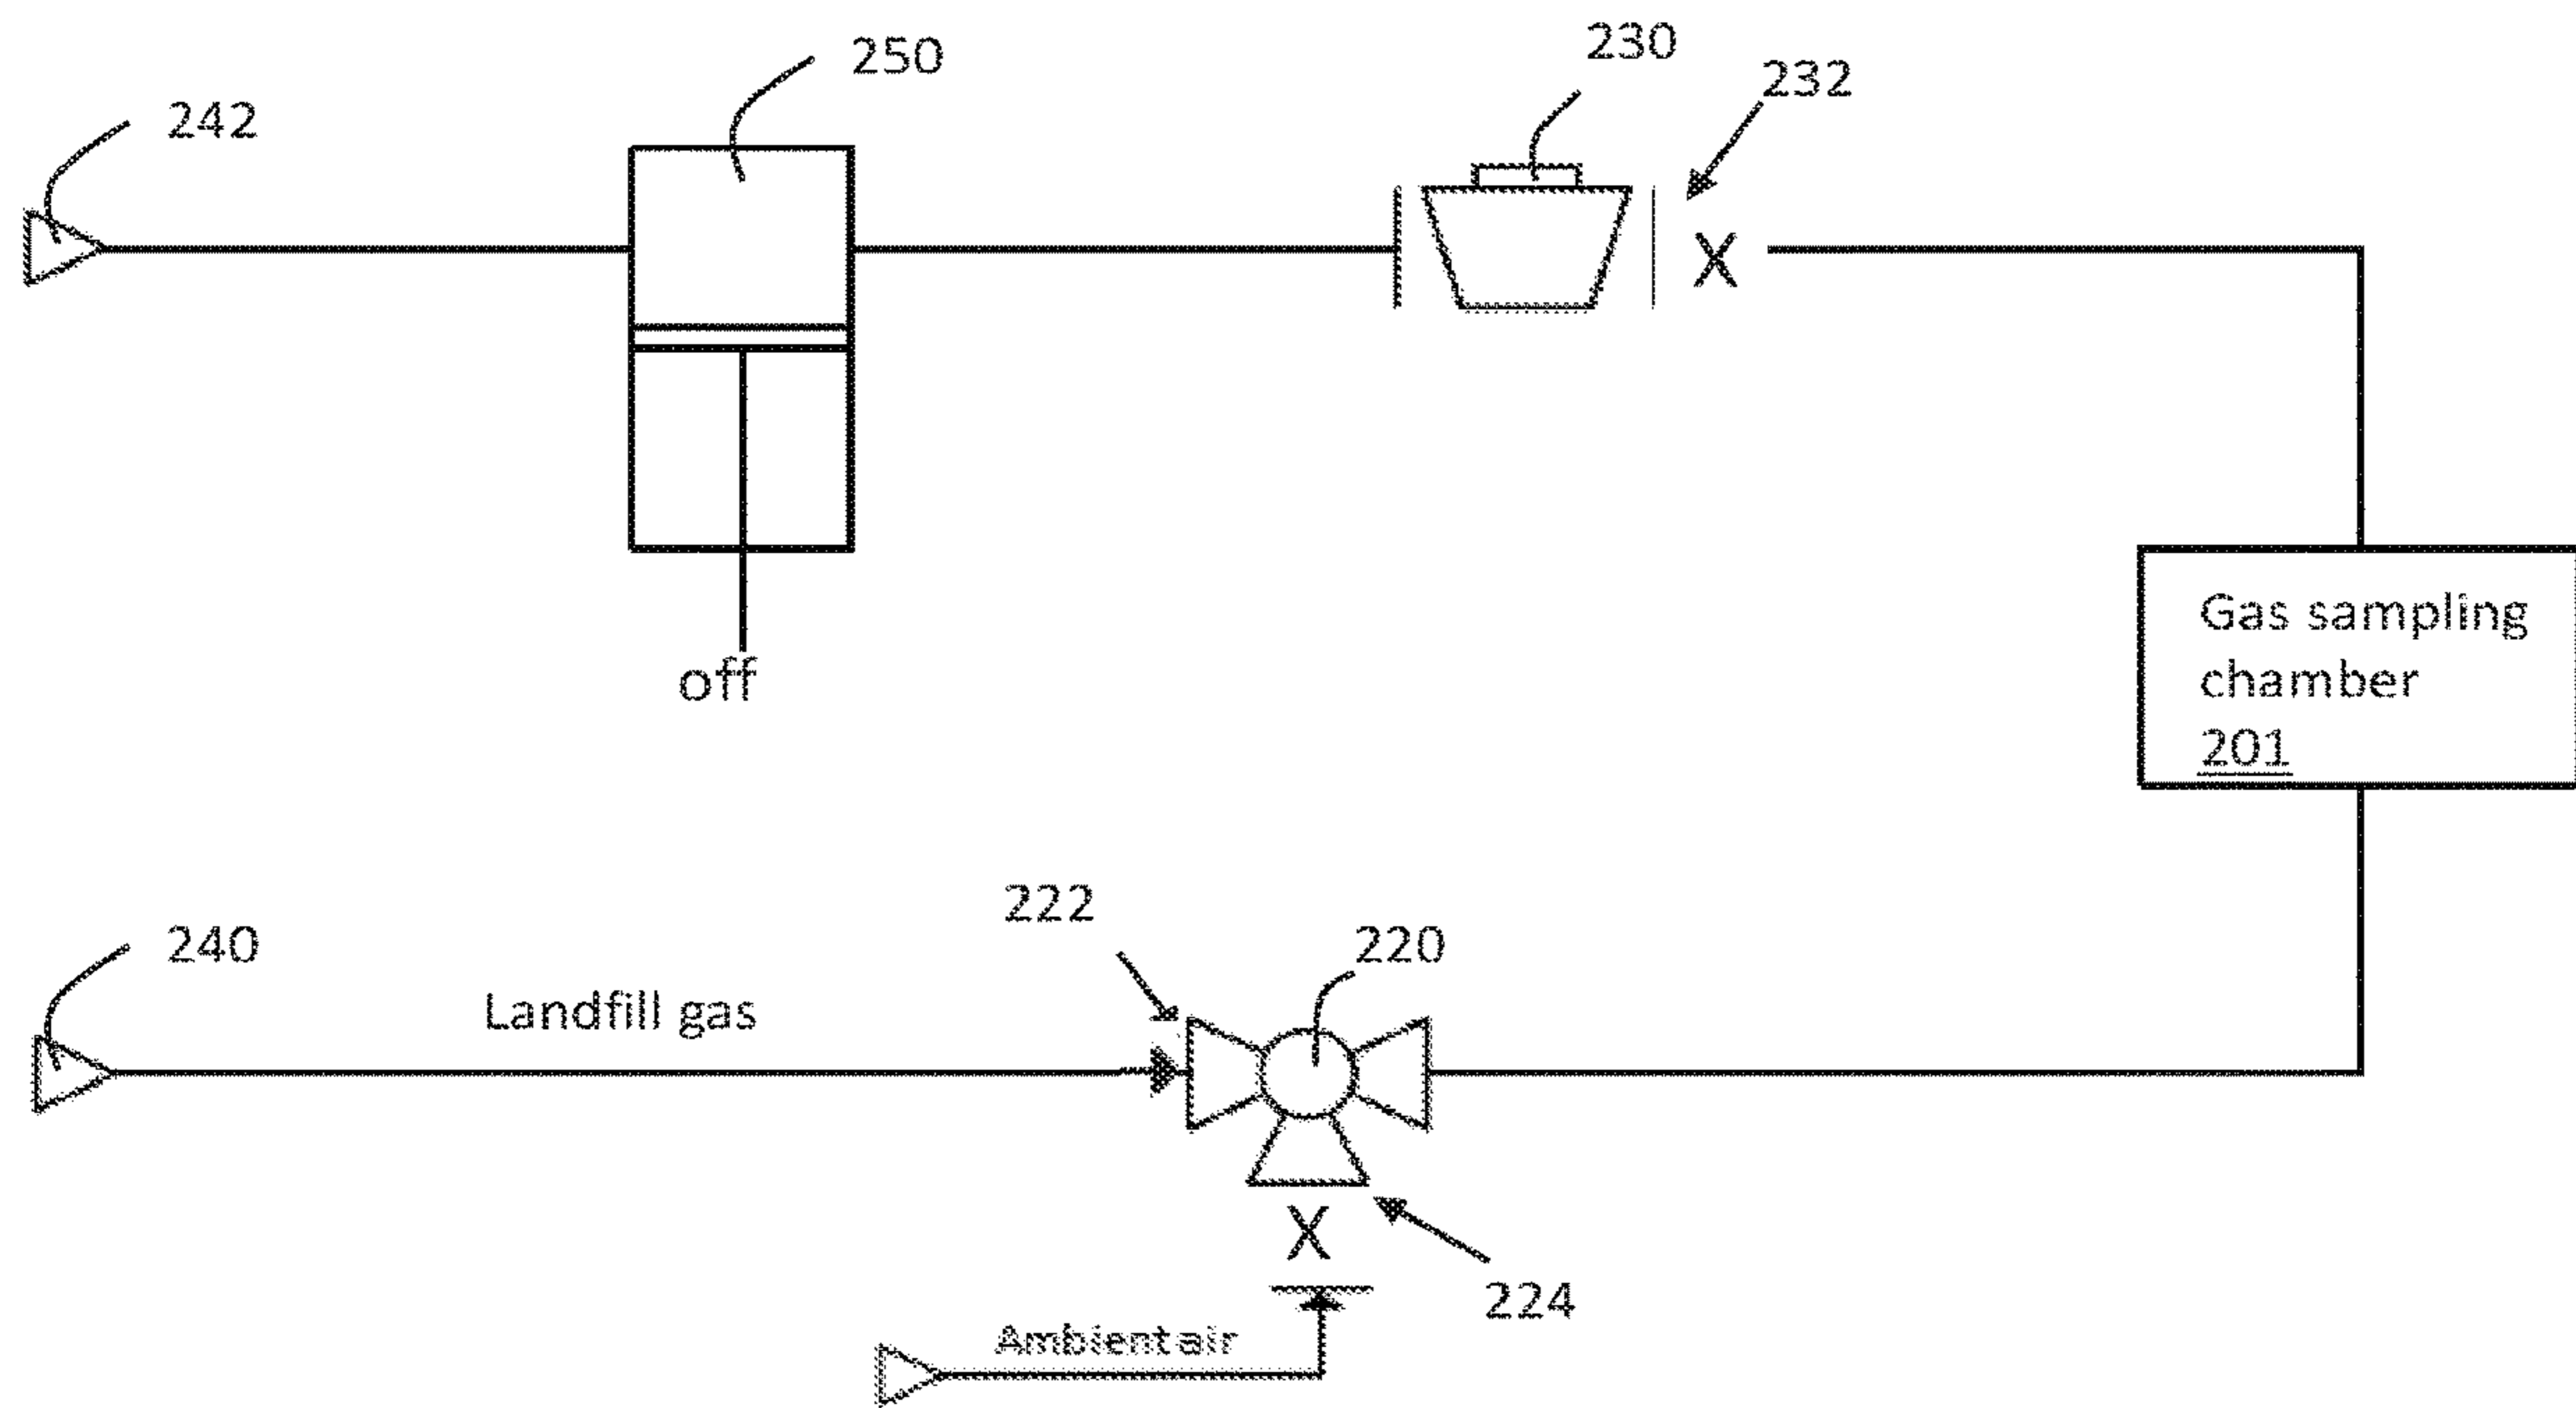 250
230
232
242
X
off
Gas sampling
chamber
201
222
220
240
Landfill gas
X
224
Ambient air